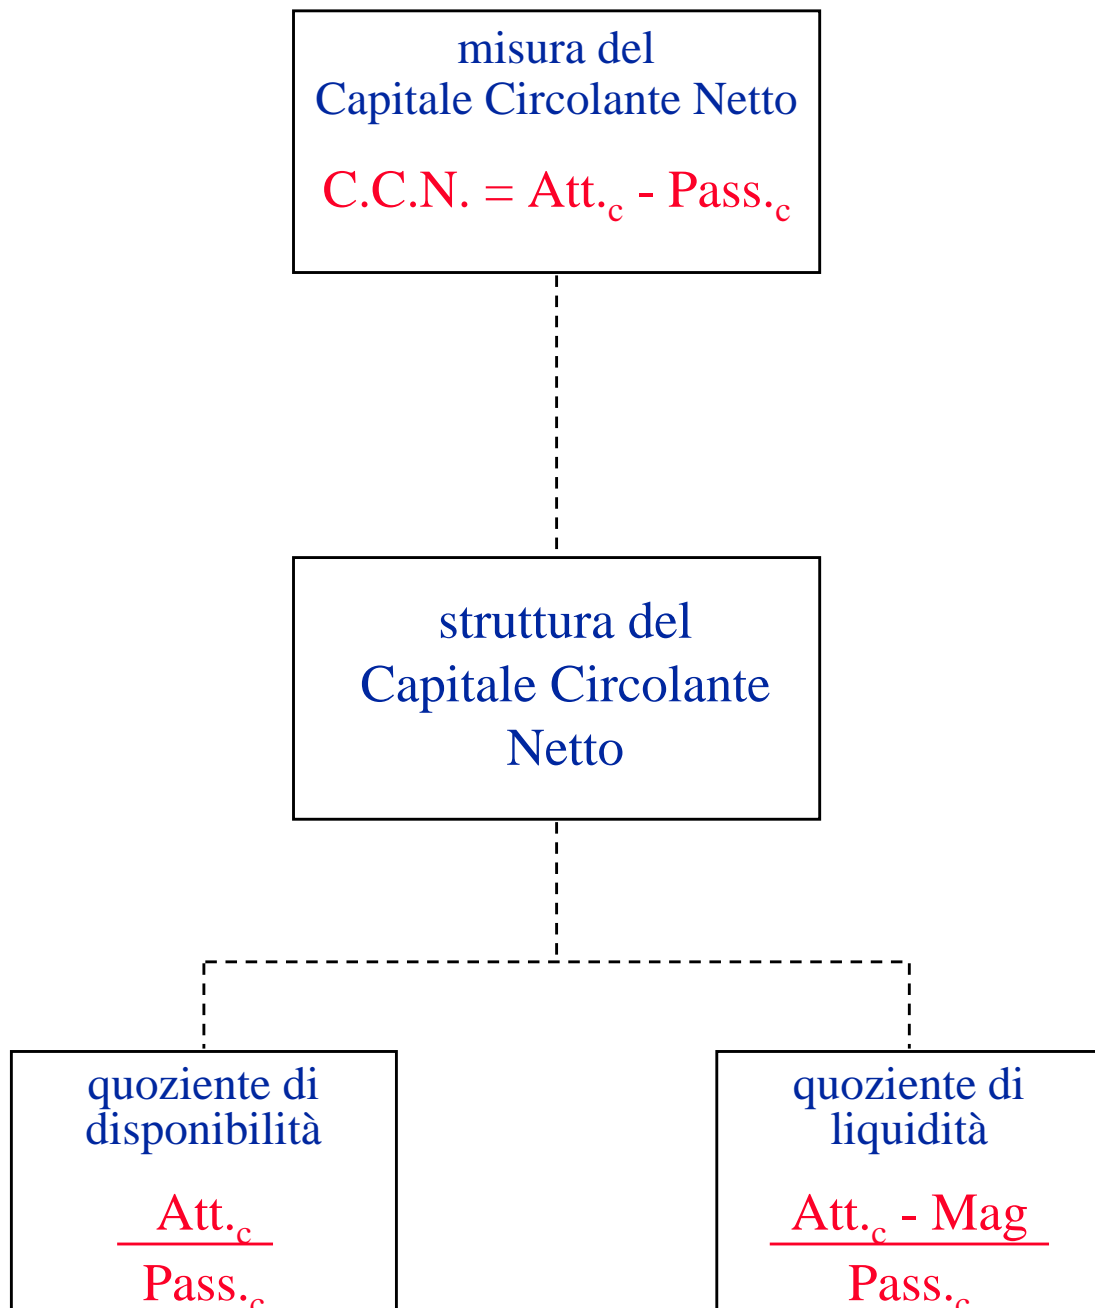 misura del
Capitale Circolante Netto
C.C.N. = Att.c - Pass.c
struttura del
Capitale Circolante
Netto
quoziente di
disponibilità
Att.c
Pass.c
quoziente di
liquidità
Att.c - Mag
Pass.c